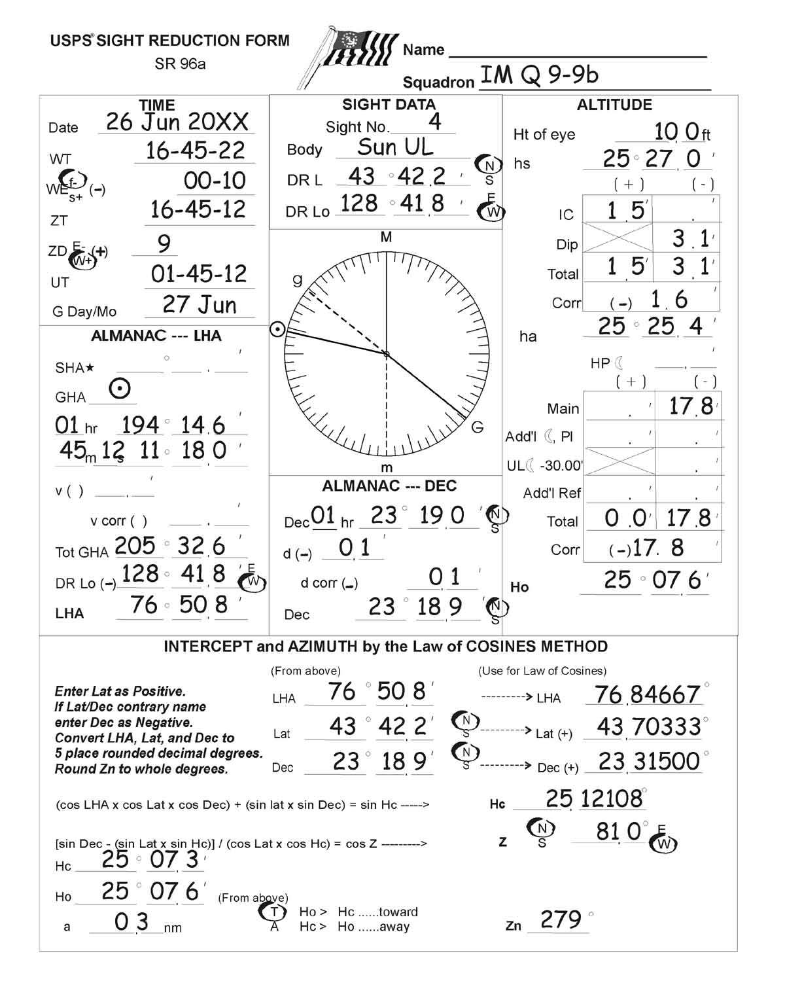 USPS® SIGHT REDUCTION FORM
SR 96a
Name
Squadron IM Q 9-9b
TIME
Date 26 Jun 20XX
WT 16-45-22
WE f- s+ (-) 00-10
ZT 16-45-12
ZD E- W+ (+) 9
UT 01-45-12
G Day/Mo 27 Jun
SIGHT DATA
Sight No. 4
Body Sun UL
DR L 43 ° 42.2 ' N S
DR Lo 128 ° 41.8 ' E W
ALTITUDE
Ht of eye 10.0 ft
hs 25 ° 27.0 '
( + ) ( - )
IC 1.5 ' . '
Dip 3.1 '
Total 1.5 ' 3.1 '
Corr (-) 1.6 '
ha 25 ° 25.4 '
HP ☾ . '
( + ) ( - )
Main . ' 17.8 '
Add'l ☾, Pl . ' . '
UL☾ -30.00' . '
Add'l Ref . ' . '
Total 0.0 ' 17.8 '
Corr (-) 17.8 '
Ho 25 ° 07.6 '
M
g
G
m
ALMANAC --- LHA
SHA★ ° . '
GHA ☉
01 hr 194 ° 14.6 '
45 m 12 s 11 ° 18.0 '
v ( ) . '
v corr ( ) . '
Tot GHA 205 ° 32.6 '
DR Lo (-) 128 ° 41.8 ' E W
LHA 76 ° 50.8 '
ALMANAC --- DEC
Dec 01 hr 23 ° 19.0 ' N S
d (-) 0.1 '
d corr (-) 0.1 '
Dec 23 ° 18.9 ' N S
INTERCEPT and AZIMUTH by the Law of COSINES METHOD
(From above) (Use for Law of Cosines)
Enter Lat as Positive.
If Lat/Dec contrary name
enter Dec as Negative.
Convert LHA, Lat, and Dec to
5 place rounded decimal degrees.
Round Zn to whole degrees.
LHA 76 ° 50.8 ' ---------> LHA 76.84667 °
Lat 43 ° 42.2 ' N S ---------> Lat (+) 43.70333 °
Dec 23 ° 18.9 ' N S ---------> Dec (+) 23.31500 °
(cos LHA x cos Lat x cos Dec) + (sin lat x sin Dec) = sin Hc -----> Hc 25.12108 °
[sin Dec - (sin Lat x sin Hc)] / (cos Lat x cos Hc) = cos Z ---------> Z N S 81.0 ° E W
Hc 25 ° 07.3 '
Ho 25 ° 07.6 ' (From above)
a 0.3 nm
T Ho > Hc ......toward
A Hc > Ho ......away
Zn 279 °